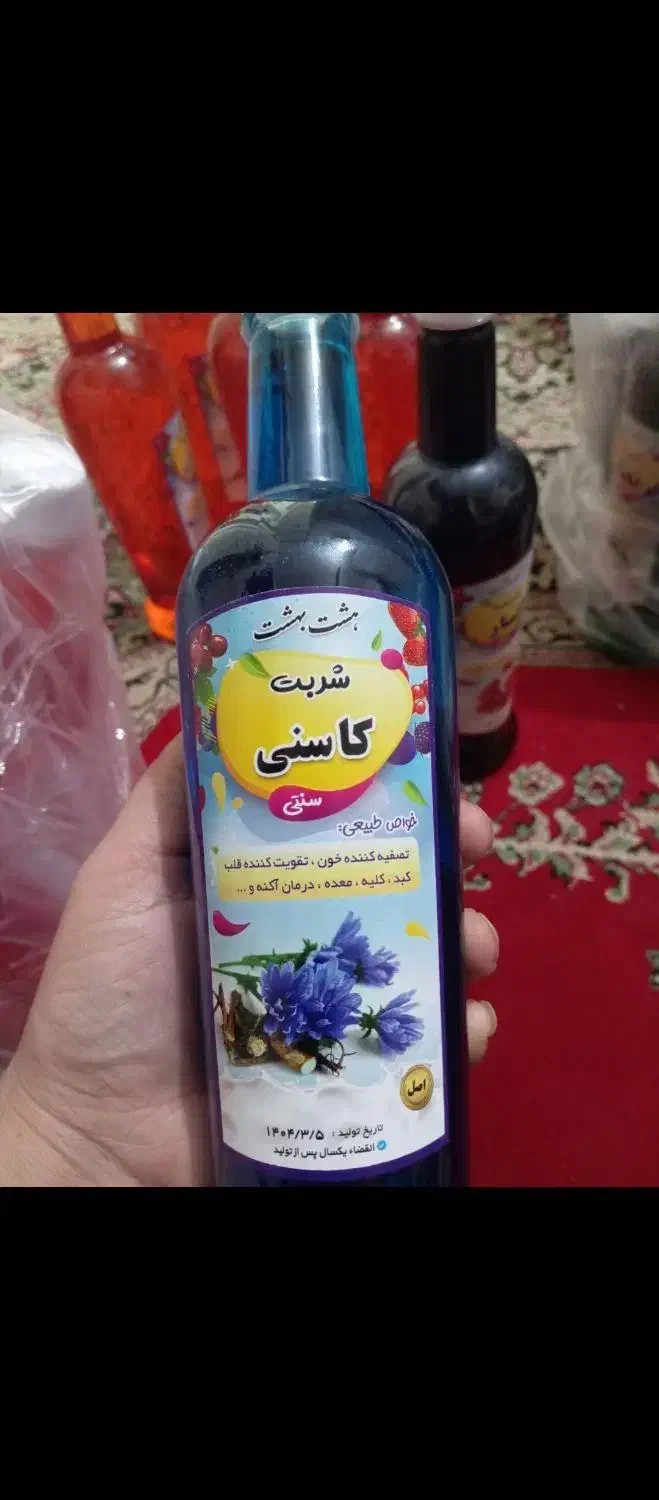 هشت بهشت
شربت
کاسنی
سنتی
خواص طبیعی:
تصفیه کننده خون ، تقویت کننده قلب
کبد ، کلیه ، معده ، درمان آکنه و ...
اصل
تاریخ تولید : ۱۴۰۴/۳/۵
انقضاء یکسال پس از تولید